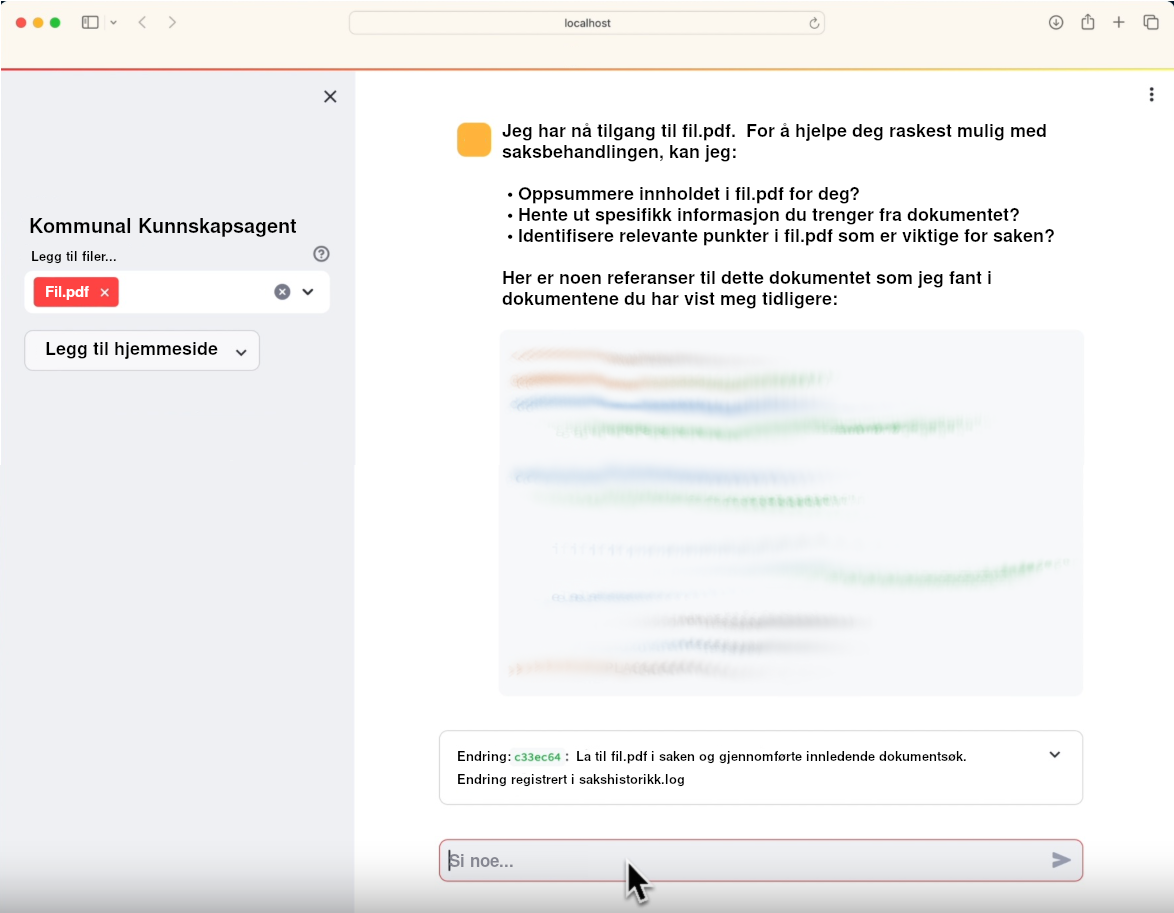 localhost
Jeg har nå tilgang til fil.pdf.  For å hjelpe deg raskest mulig med
saksbehandlingen, kan jeg:
• Oppsummere innholdet i fil.pdf for deg?
• Hente ut spesifikk informasjon du trenger fra dokumentet?
• Identifisere relevante punkter i fil.pdf som er viktige for saken?
Her er noen referanser til dette dokumentet som jeg fant i
dokumentene du har vist meg tidligere:
Kommunal Kunnskapsagent
Legg til filer...
Fil.pdf
Legg til hjemmeside
Endring: c33ec64 : La til fil.pdf i saken og gjennomførte innledende dokumentsøk.
Endring registrert i sakshistorikk.log
Si noe...